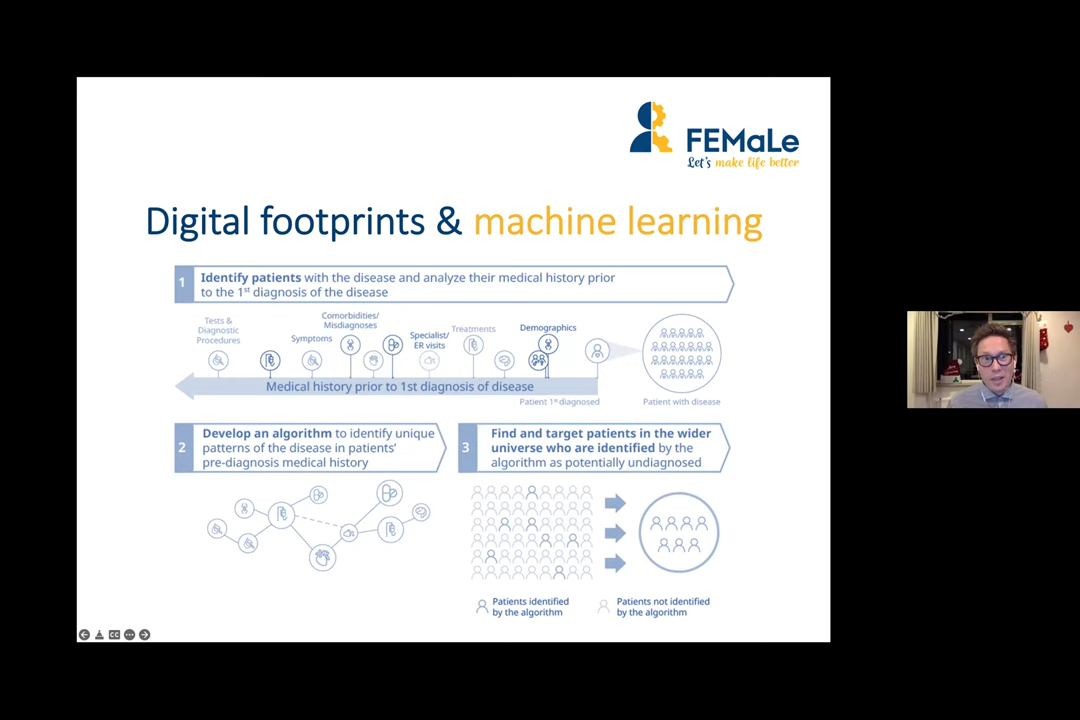 FEMaLe
Let's make life better
Digital footprints & machine learning
1
Identify patients with the disease and analyze their medical history prior
to the 1st diagnosis of the disease
Tests &
Diagnostic
Procedures
Symptoms
Comorbidities/
Misdiagnoses
Specialist/
ER visits
Treatments
Demographics
Medical history prior to 1st diagnosis of disease
Patient 1st diagnosed
Patient with disease
2
Develop an algorithm to identify unique
patterns of the disease in patients'
pre-diagnosis medical history
3
Find and target patients in the wider
universe who are identified by the
algorithm as potentially undiagnosed
Patients identified
by the algorithm
Patients not identified
by the algorithm
CC